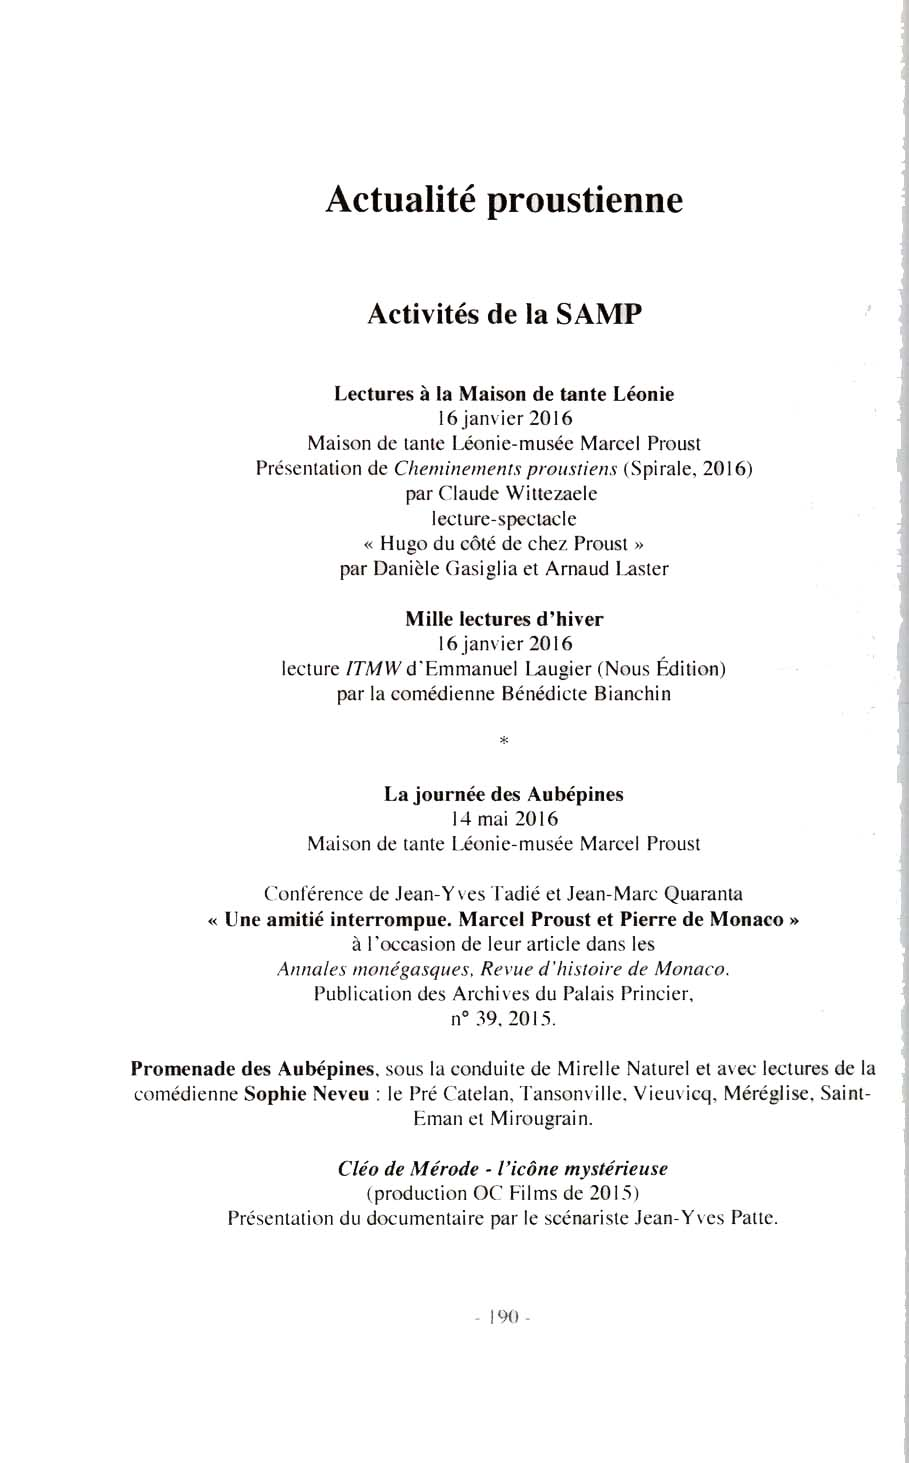 Actualité proustienne
Activités de la SAMP
Lectures à la Maison de tante Léonie
16 janvier 2016
Maison de tante Léonie-musée Marcel Proust
Présentation de Cheminements proustiens (Spirale, 2016)
par Claude Wittezaele
lecture-spectacle
« Hugo du côté de chez Proust »
par Danièle Gasiglia et Arnaud Laster
Mille lectures d'hiver
16 janvier 2016
lecture ITMW d'Emmanuel Laugier (Nous Édition)
par la comédienne Bénédicte Bianchin
*
La journée des Aubépines
14 mai 2016
Maison de tante Léonie-musée Marcel Proust
Conférence de Jean-Yves Tadié et Jean-Marc Quaranta
« Une amitié interrompue. Marcel Proust et Pierre de Monaco »
à l'occasion de leur article dans les
Annales monégasques, Revue d'histoire de Monaco.
Publication des Archives du Palais Princier,
n° 39, 2015.
Promenade des Aubépines, sous la conduite de Mirelle Naturel et avec lectures de la
comédienne Sophie Neveu : le Pré Catelan, Tansonville, Vieuvicq, Méréglise, Saint-
Eman et Mirougrain.
Cléo de Mérode - l'icône mystérieuse
(production OC Films de 2015)
Présentation du documentaire par le scénariste Jean-Yves Patte.
- 190 -